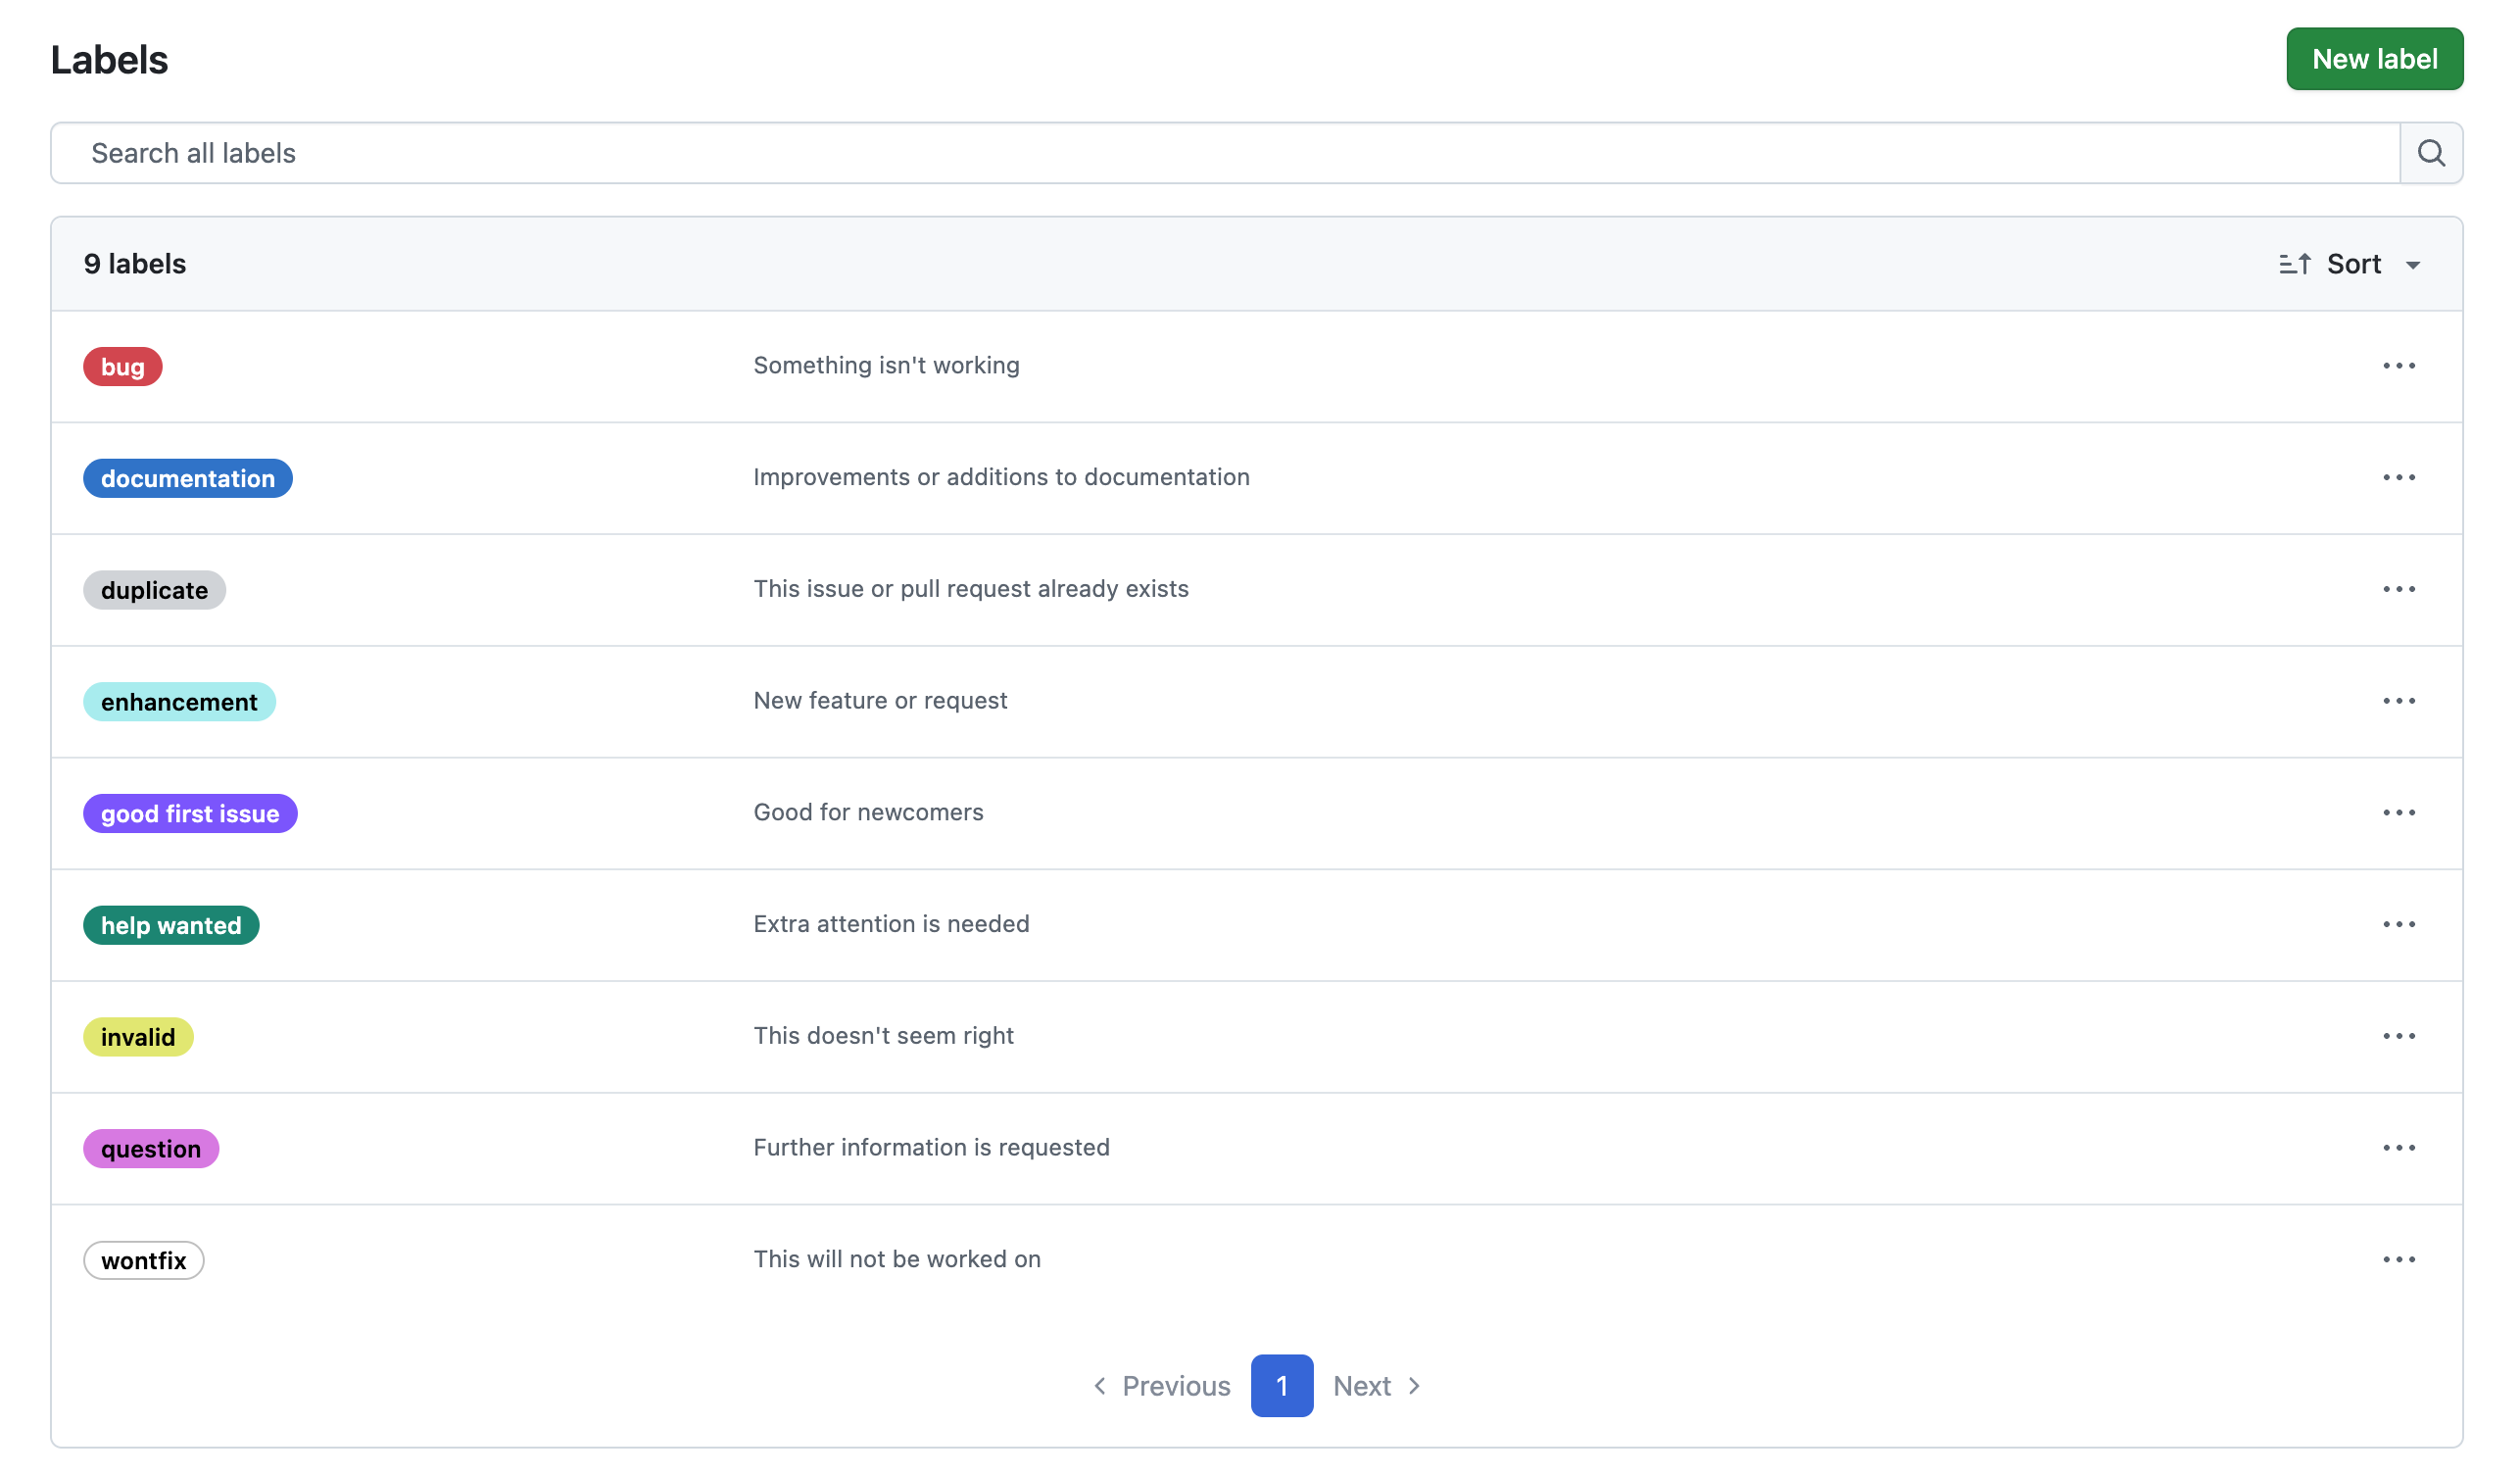 Labels
New label
Search all labels
9 labels
Sort
bug
Something isn't working
documentation
Improvements or additions to documentation
duplicate
This issue or pull request already exists
enhancement
New feature or request
good first issue
Good for newcomers
help wanted
Extra attention is needed
invalid
This doesn't seem right
question
Further information is requested
wontfix
This will not be worked on
Previous 1 Next